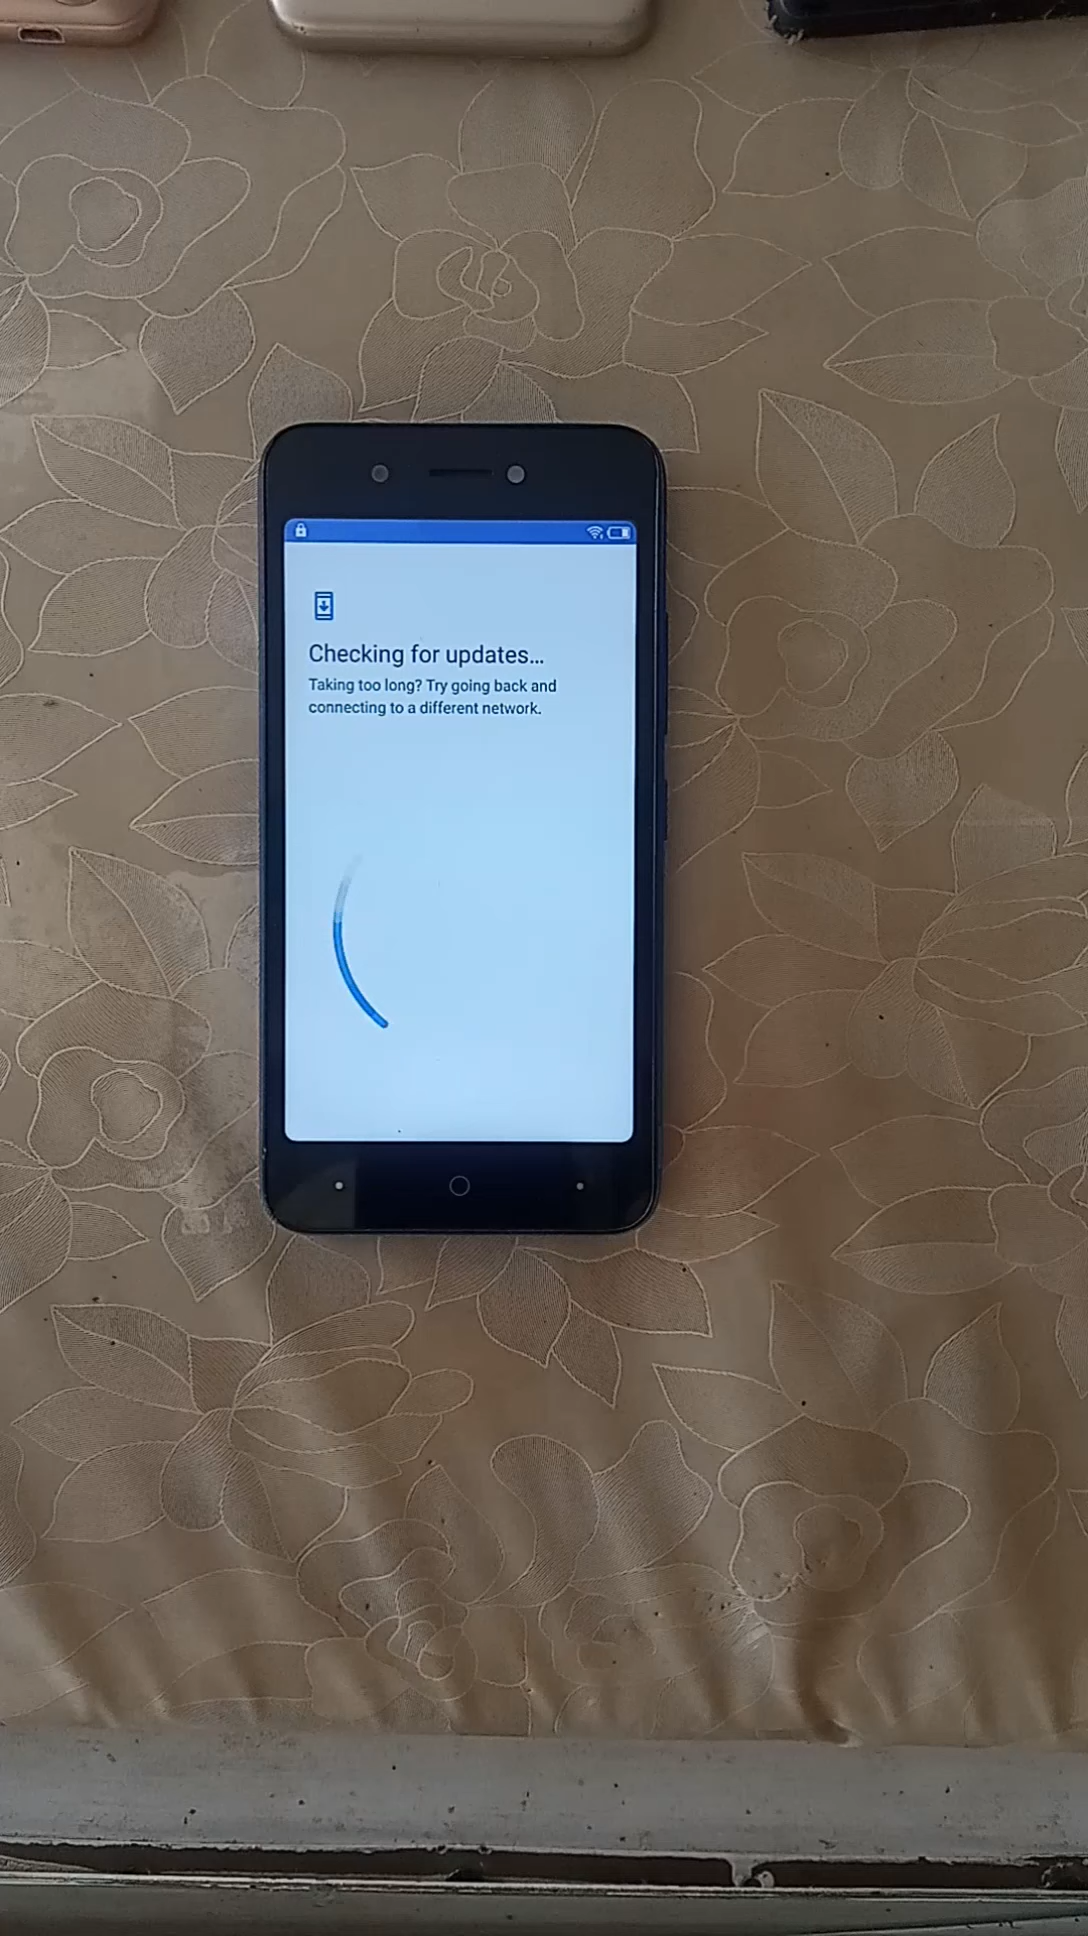 Checking for updates...
Taking too long? Try going back and
connecting to a different network.